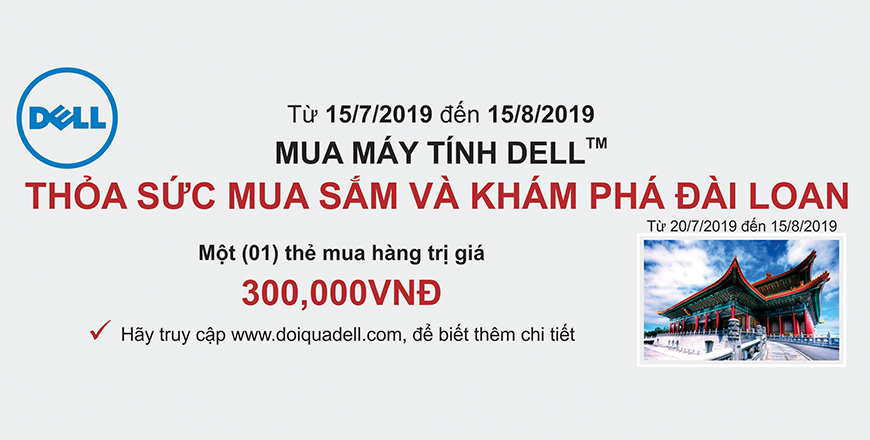 DELL
Từ 15/7/2019 đến 15/8/2019
MUA MÁY TÍNH DELL™
THỎA SỨC MUA SẮM VÀ KHÁM PHÁ ĐÀI LOAN
Từ 20/7/2019 đến 15/8/2019
Một (01) thẻ mua hàng trị giá
300,000VNĐ
✓ Hãy truy cập www.doiquadell.com, để biết thêm chi tiết